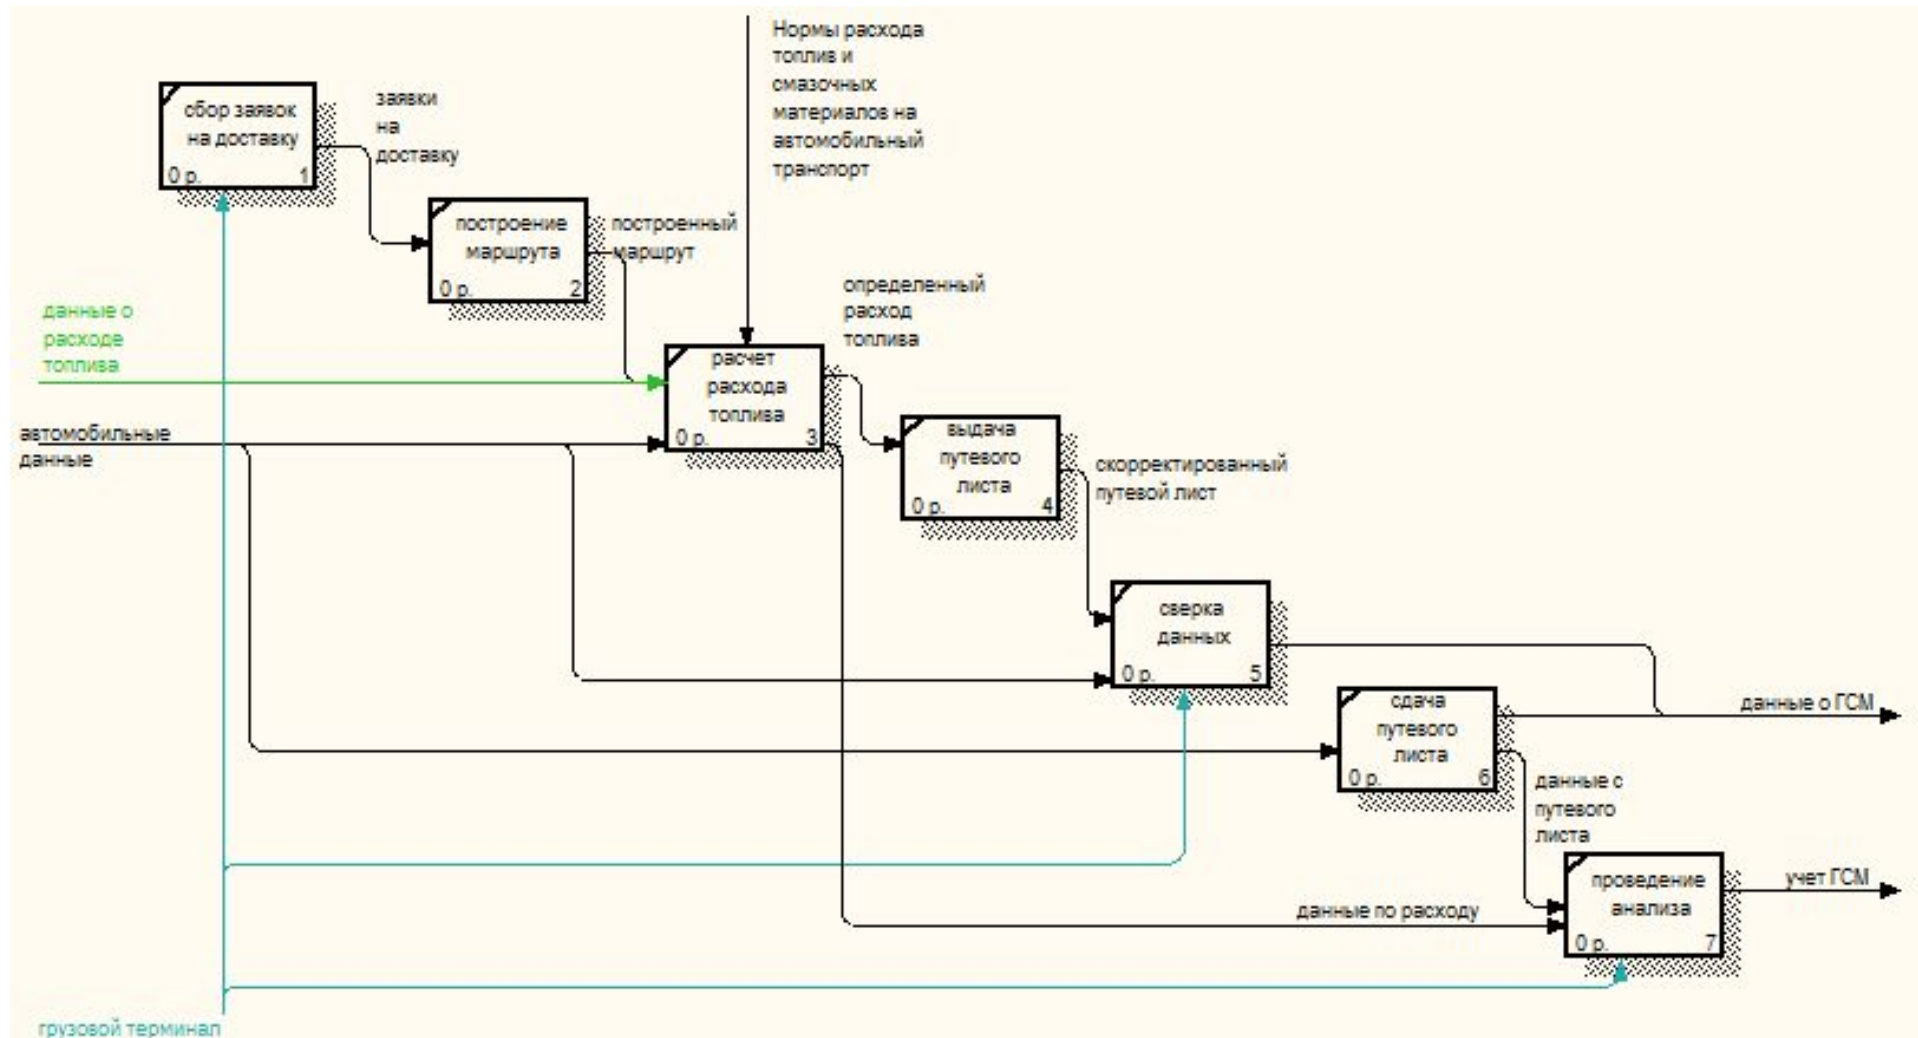 Нормы расхода
топлив и
смазочных
материалов на
автомобильный
транспорт
сбор заявок
на доставку
0 р. 1
заявки
на
доставку
построение
маршрута
0 р. 2
построенный
маршрут
данные о
расходе
топлива
расчет
расхода
топлива
0 р. 3
определенный
расход
топлива
автомобильные
данные
выдача
путевого
листа
0 р. 4
скорректированный
путевой лист
сверка
данных
0 р. 5
сдача
путевого
листа
0 р. 6
данные о ГСМ
данные с
путевого
листа
проведение
анализа
0 р. 7
учет ГСМ
данные по расходу
грузовой терминал